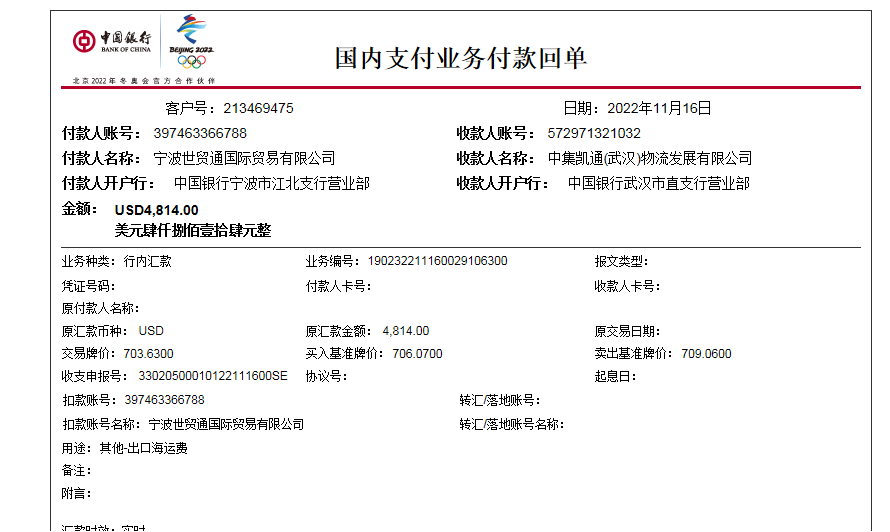 中国银行
BANK OF CHINA
BEIJING 2022
北京2022年冬奥会官方合作伙伴
国内支付业务付款回单
客户号：213469475 日期：2022年11月16日
付款人账号：397463366788 收款人账号：572971321032
付款人名称：宁波世贸通国际贸易有限公司 收款人名称：中集凯通(武汉)物流发展有限公司
付款人开户行：中国银行宁波市江北支行营业部 收款人开户行：中国银行武汉市直支行营业部
金额：USD4,814.00
美元肆仟捌佰壹拾肆元整
业务种类：行内汇款 业务编号：190232211160029106300 报文类型：
凭证号码： 付款人卡号： 收款人卡号：
原付款人名称：
原汇款币种：USD 原汇款金额：4,814.00 原交易日期：
交易牌价：703.6300 买入基准牌价：706.0700 卖出基准牌价：709.0600
收支申报号：33020500010122111600SE 协议号： 起息日：
扣款账号：397463366788 转汇/落地账号：
扣款账号名称：宁波世贸通国际贸易有限公司 转汇/落地账号名称：
用途：其他-出口海运费
备注：
附言：
汇款时效：实时